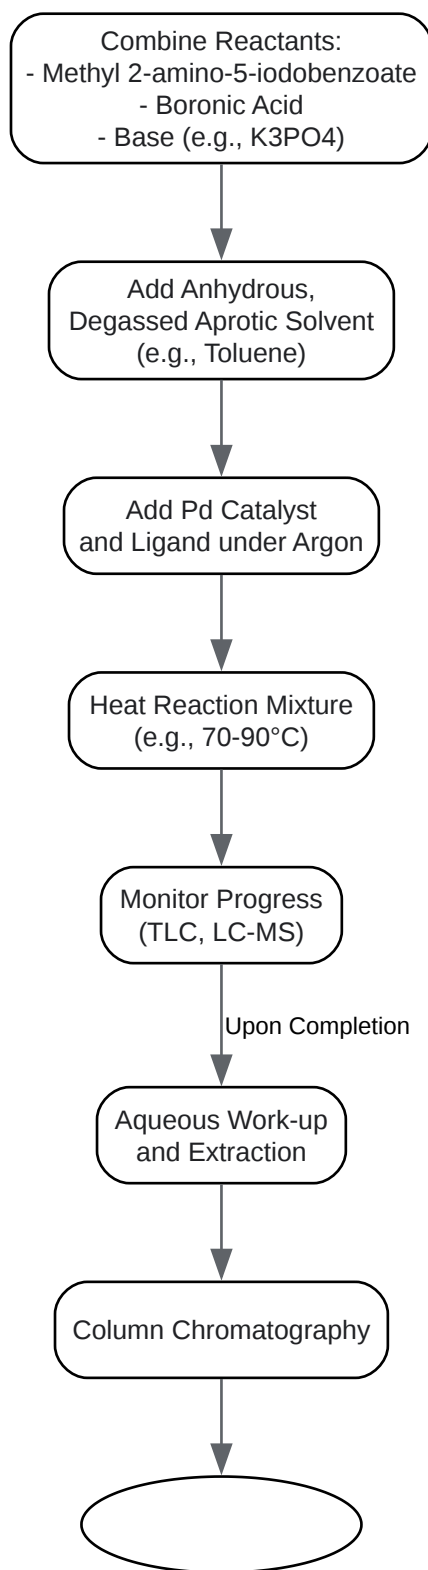 Combine Reactants:
- Methyl 2-amino-5-iodobenzoate
- Boronic Acid
- Base (e.g., K3PO4)
Add Anhydrous,
Degassed Aprotic Solvent
(e.g., Toluene)
Add Pd Catalyst
and Ligand under Argon
Heat Reaction Mixture
(e.g., 70-90°C)
Monitor Progress
(TLC, LC-MS)
Upon Completion
Aqueous Work-up
and Extraction
Column Chromatography